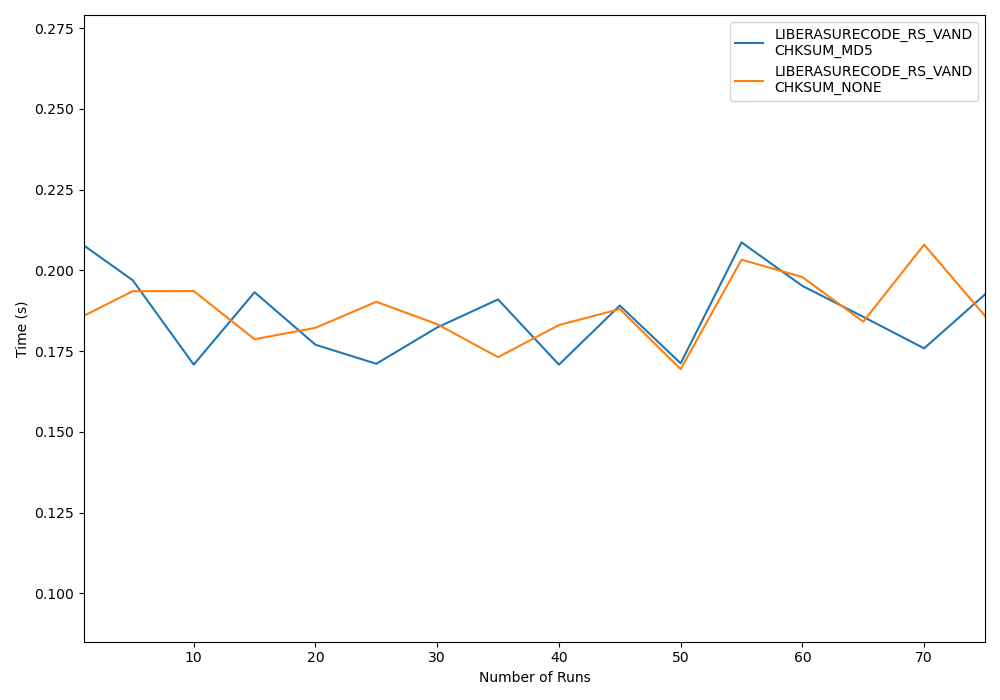 0.275
0.250
0.225
0.200
0.175
0.150
0.125
0.100
Time (s)
LIBERASURECODE_RS_VAND
CHKSUM_MD5
LIBERASURECODE_RS_VAND
CHKSUM_NONE
10 20 30 40 50 60 70
Number of Runs